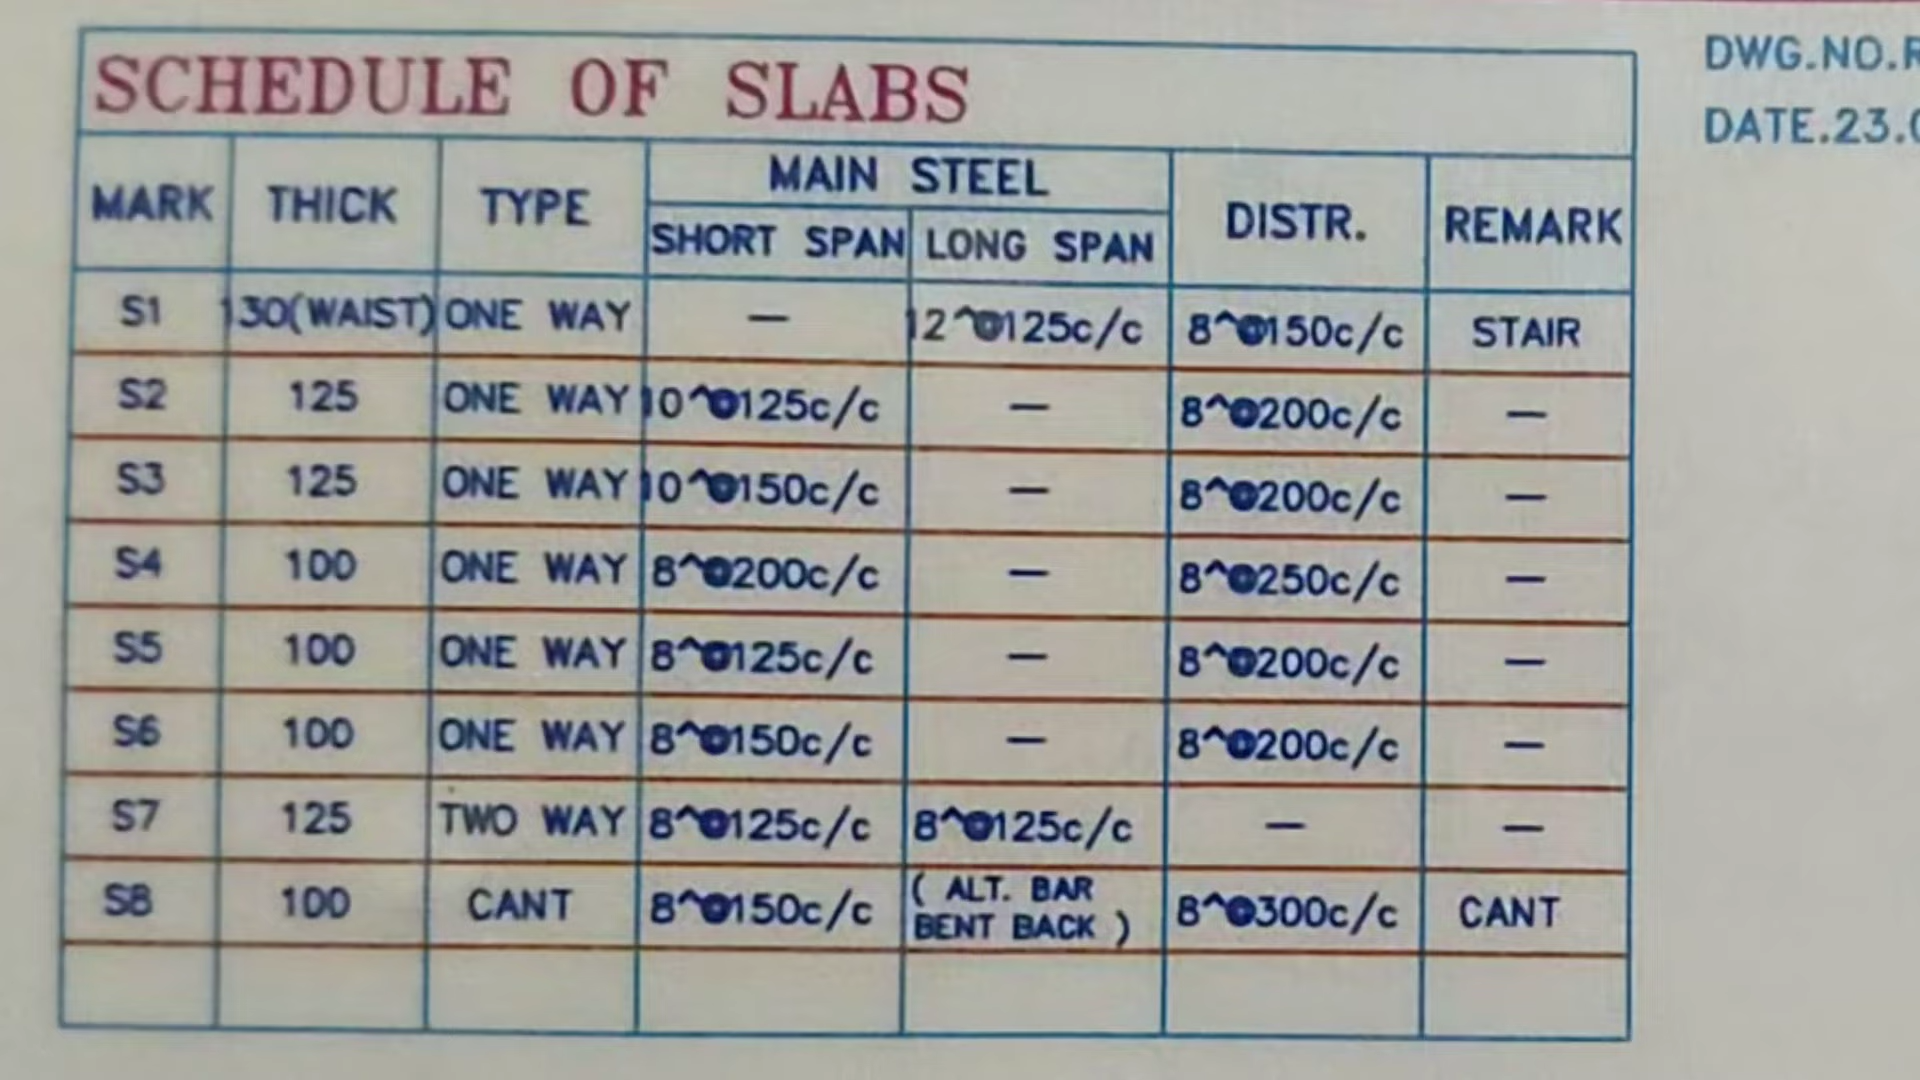 SCHEDULE OF SLABS
DWG.NO.
DATE.23.
MARK THICK TYPE MAIN STEEL DISTR. REMARK
SHORT SPAN LONG SPAN
S1 130(WAIST) ONE WAY — 12^@125c/c 8^@150c/c STAIR
S2 125 ONE WAY 10^@125c/c — 8^@200c/c —
S3 125 ONE WAY 10^@150c/c — 8^@200c/c —
S4 100 ONE WAY 8^@200c/c — 8^@250c/c —
S5 100 ONE WAY 8^@125c/c — 8^@200c/c —
S6 100 ONE WAY 8^@150c/c — 8^@200c/c —
S7 125 TWO WAY 8^@125c/c 8^@125c/c — —
S8 100 CANT 8^@150c/c ( ALT. BAR BENT BACK ) 8^@300c/c CANT